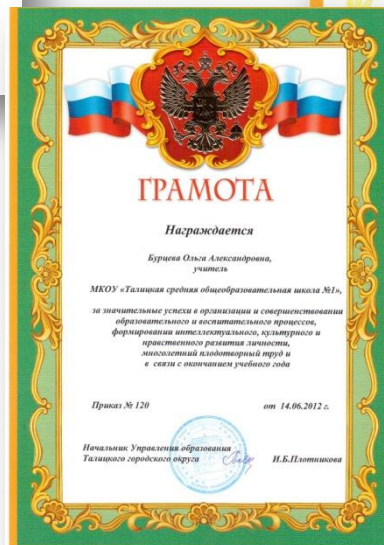 ГРАМОТА
Награждается
Бурцева Ольга Александровна,
учитель
МКОУ «Талицкая средняя общеобразовательная школа №1»,
за значительные успехи в организации и совершенствовании
образовательного и воспитательного процессов,
формировании интеллектуального, культурного и
нравственного развития личности,
многолетний плодотворный труд и
в связи с окончанием учебного года
Приказ № 120 от 14.06.2012 г.
Начальник Управления образования
Талицкого городского округа И.Б.Плотникова